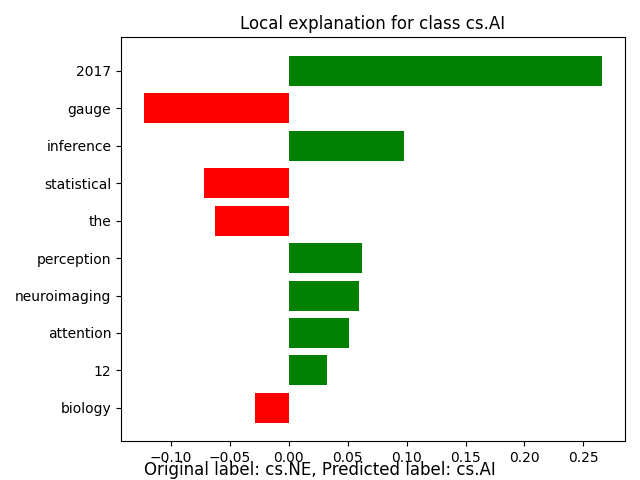 Local explanation for class cs.AI
2017
gauge
inference
statistical
the
perception
neuroimaging
attention
12
biology
−0.10 −0.05 0.00 0.05 0.10 0.15 0.20 0.25
Original label: cs.NE, Predicted label: cs.AI